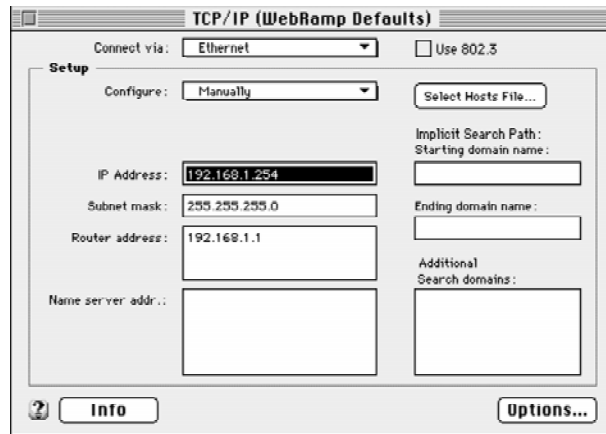 TCP/IP (WebRamp Defaults)
Connect via: Ethernet
Use 802.3
Setup
Configure: Manually
Select Hosts File...
Implicit Search Path:
Starting domain name:
IP Address: 192.168.1.254
Subnet mask: 255.255.255.0
Ending domain name:
Router address: 192.168.1.1
Additional
Search domains:
Name server addr.:
?
Info
Options...